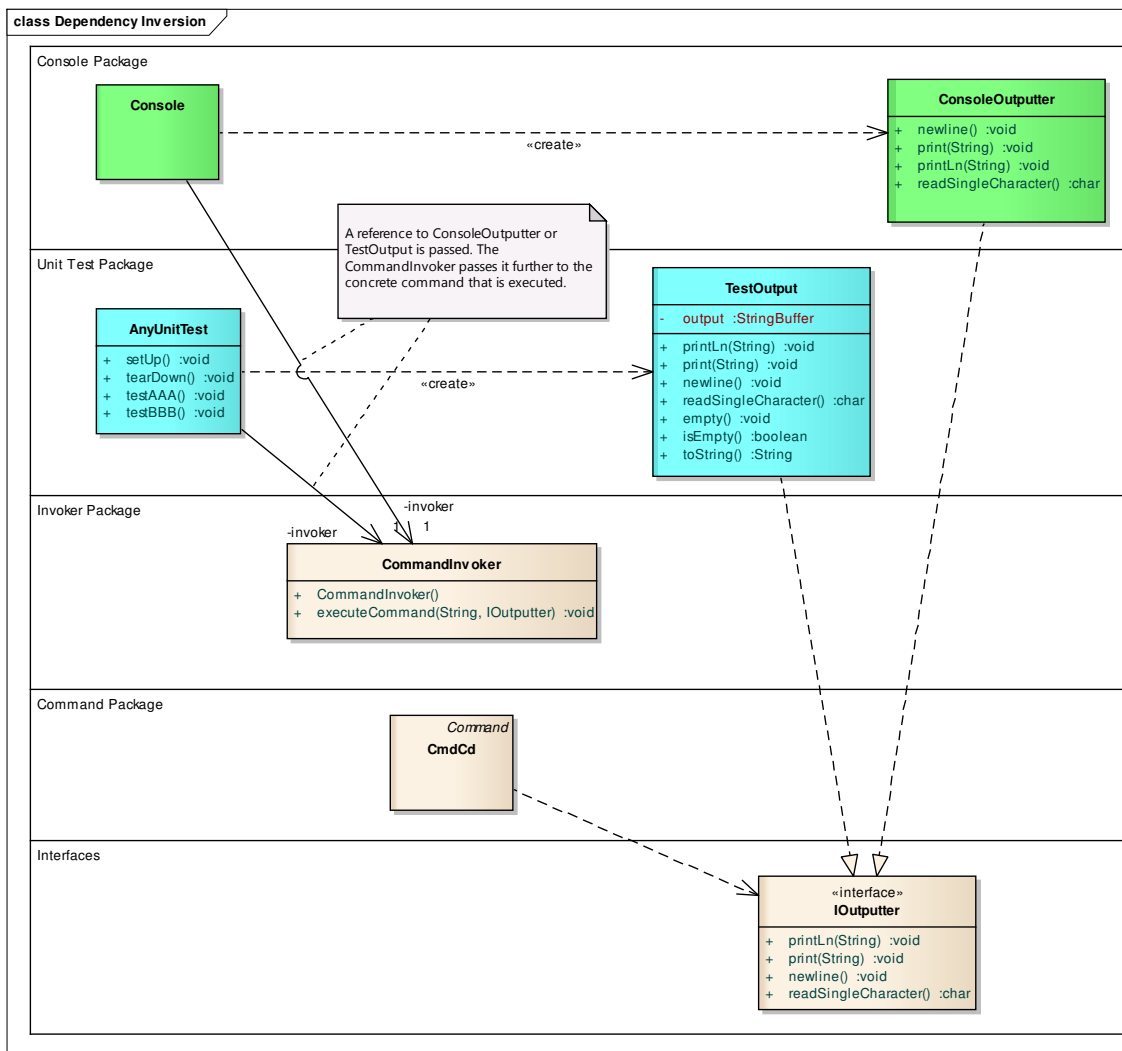 class Dependency Inversion
Console Package
Console
«create»
ConsoleOutputter
+ newline() :void
+ print(String) :void
+ printLn(String) :void
+ readSingleCharacter() :char
A reference to ConsoleOutputter or
TestOutput is passed. The
CommandInvoker passes it further to the
concrete command that is executed.
Unit Test Package
AnyUnitTest
+ setUp() :void
+ tearDown() :void
+ testAAA() :void
+ testBBB() :void
«create»
TestOutput
- output :StringBuffer
+ printLn(String) :void
+ print(String) :void
+ newline() :void
+ readSingleCharacter() :char
+ empty() :void
+ isEmpty() :boolean
+ toString() :String
Invoker Package
-invoker
1
-invoker
1
CommandInvoker
+ CommandInvoker()
+ executeCommand(String, IOutputter) :void
Command Package
Command
CmdCd
Interfaces
«interface»
IOutputter
+ printLn(String) :void
+ print(String) :void
+ newline() :void
+ readSingleCharacter() :char